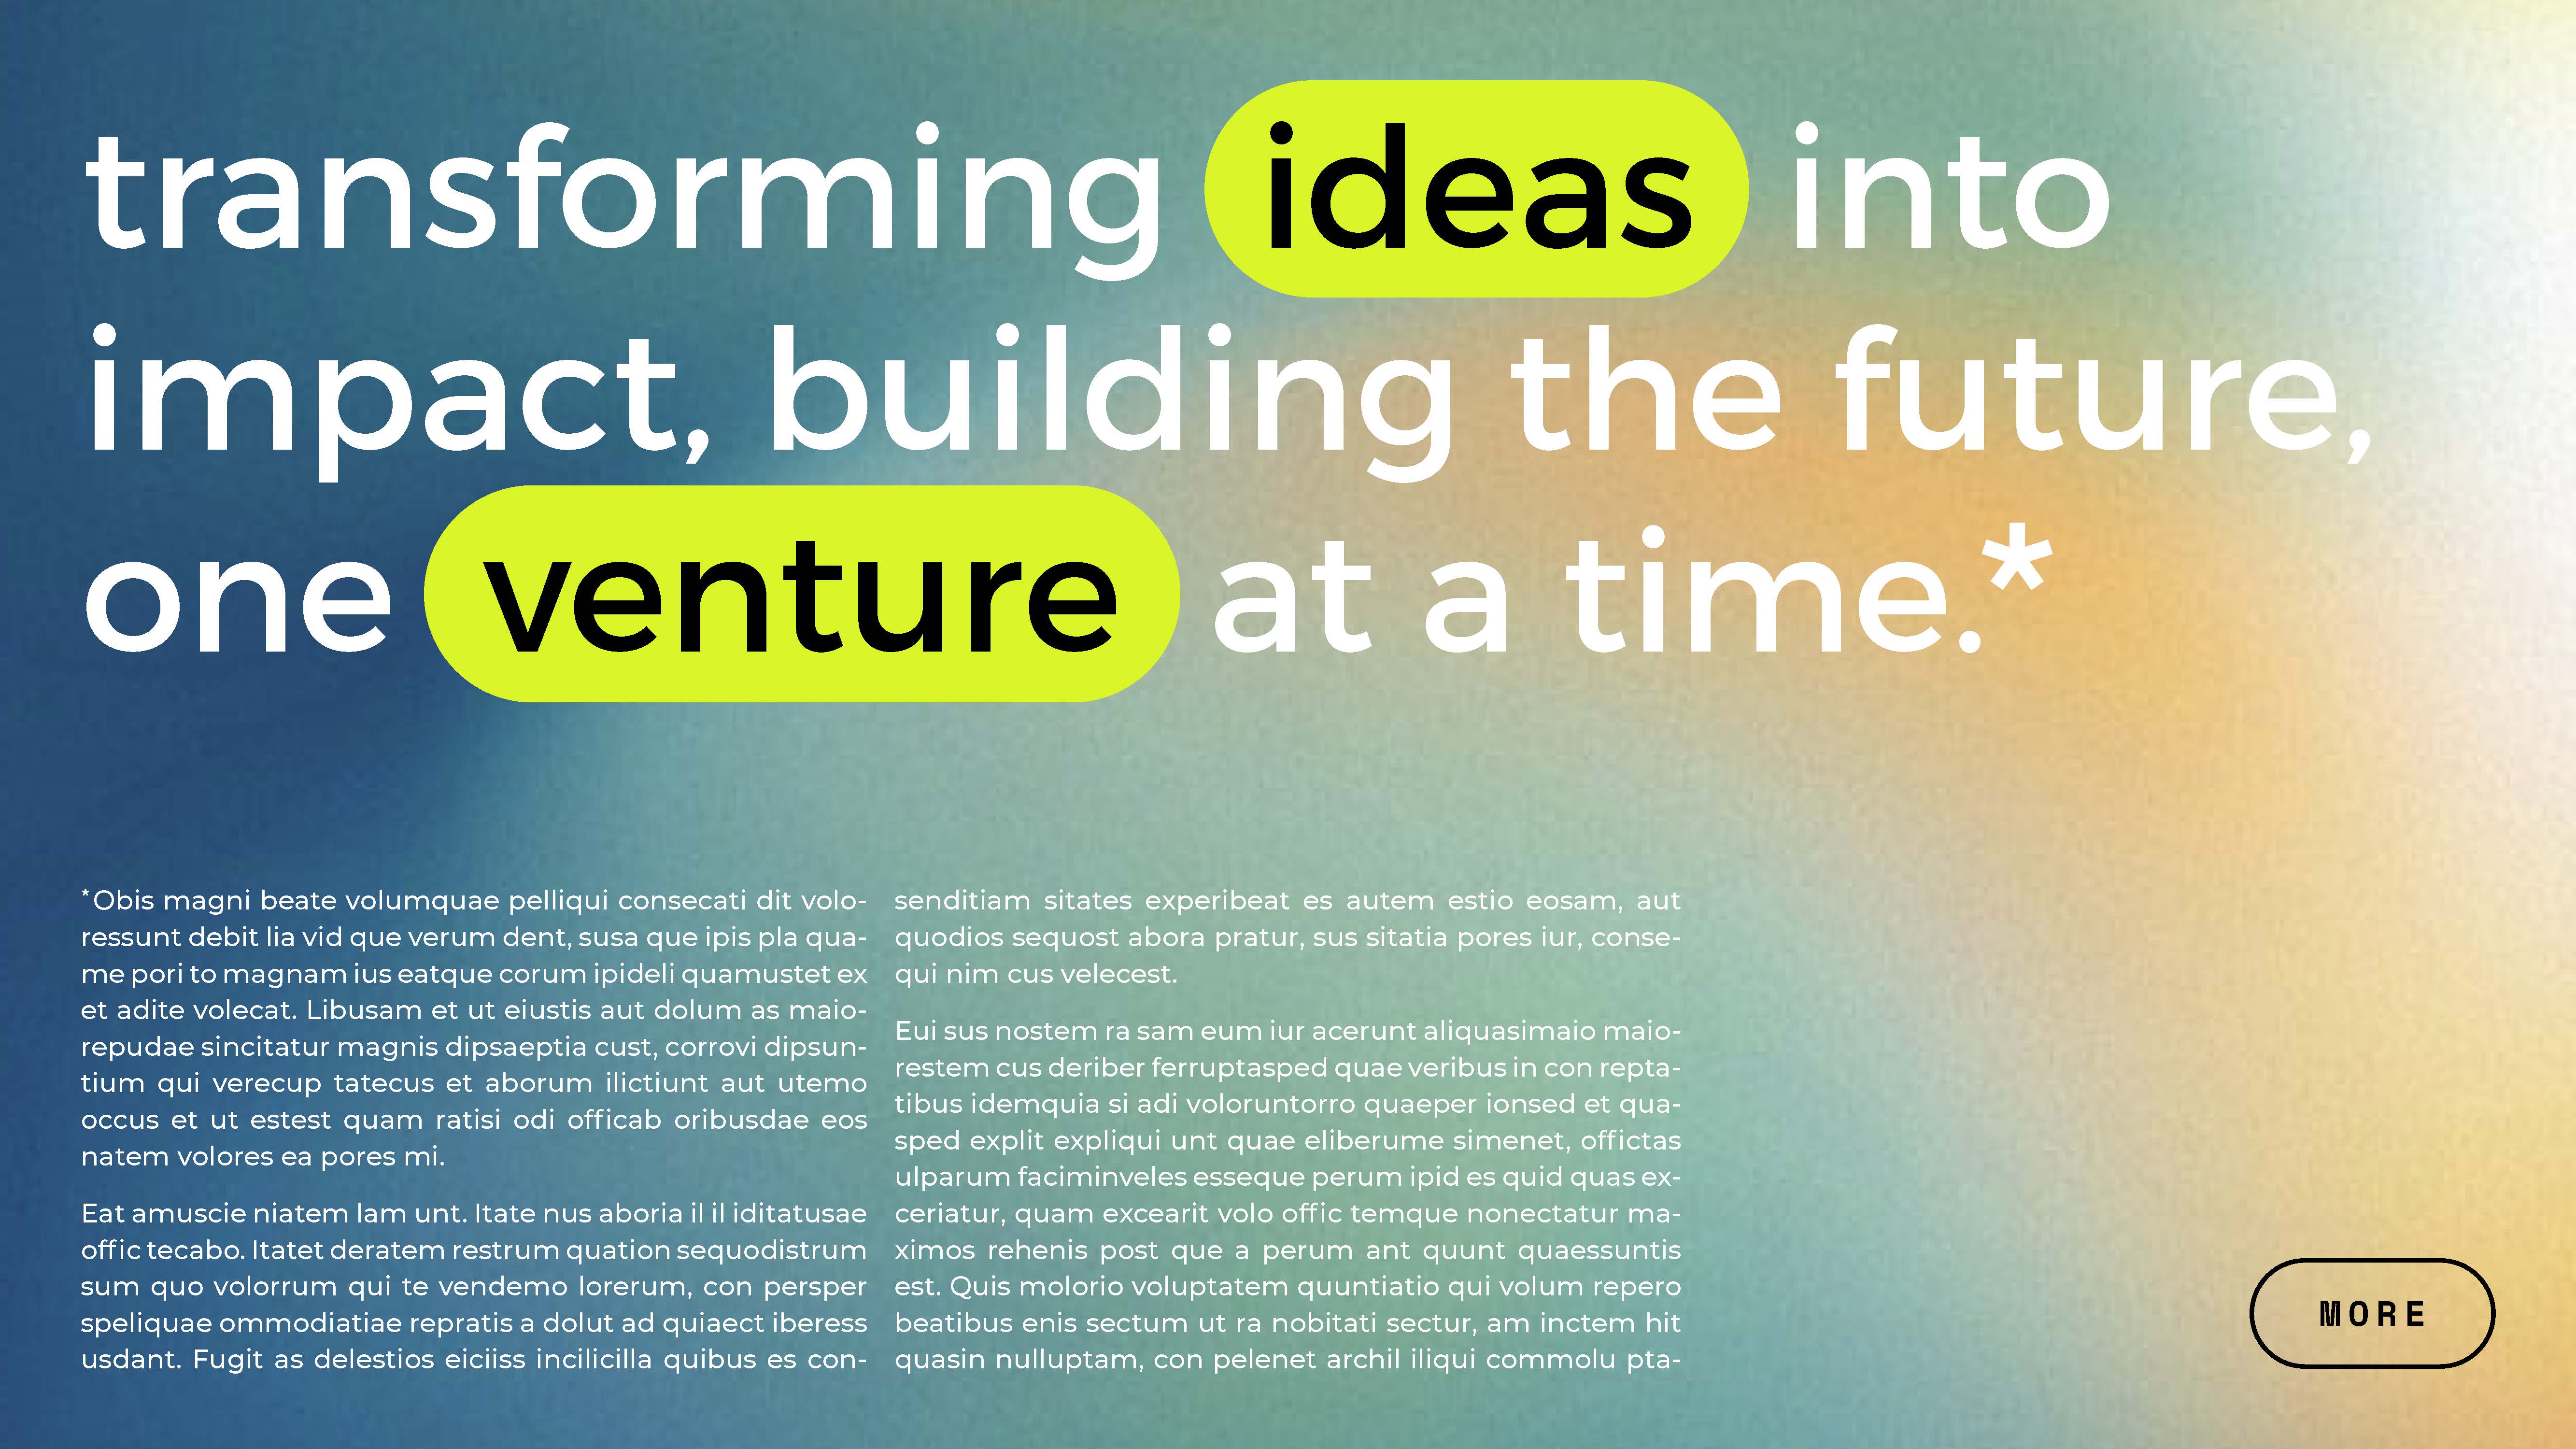 transforming ideas into
impact, building the future,
one venture at a time.*
*Obis magni beate volumquae pelliqui consecati dit volo-
ressunt debit lia vid que verum dent, susa que ipis pla qua-
me pori to magnam ius eatque corum ipideli quamustet ex
et adite volecat. Libusam et ut eiustis aut dolum as maio-
repudae sincitatur magnis dipsaeptia cust, corrovi dipsun-
tium qui verecup tatecus et aborum ilictiunt aut utemo
occus et ut estest quam ratisi odi officab oribusdae eos
natem volores ea pores mi.
Eat amuscie niatem lam unt. Itate nus aboria il il iditatusae
offic tecabo. Itatet deratem restrum quation sequodistrum
sum quo volorrum qui te vendemo lorerum, con persper
speliquae ommodiatiae repratis a dolut ad quiaect iberess
usdant. Fugit as delestios eiciiss incilicilla quibus es con-
senditiam sitates experibeat es autem estio eosam, aut
quodios sequost abora pratur, sus sitatia pores iur, conse-
qui nim cus velecest.
Eui sus nostem ra sam eum iur acerunt aliquasimaio maio-
restem cus deriber ferruptasped quae veribus in con repta-
tibus idemquia si adi voloruntorro quaeper ionsed et qua-
sped explit expliqui unt quae eliberume simenet, offictas
ulparum faciminveles esseque perum ipid es quid quas ex-
ceriatur, quam excearit volo offic temque nonectatur ma-
ximos rehenis post que a perum ant quunt quaessuntis
est. Quis molorio voluptatem quuntiatio qui volum repero
beatibus enis sectum ut ra nobitati sectur, am inctem hit
quasin nulluptam, con pelenet archil iliqui commolu pta-
MORE